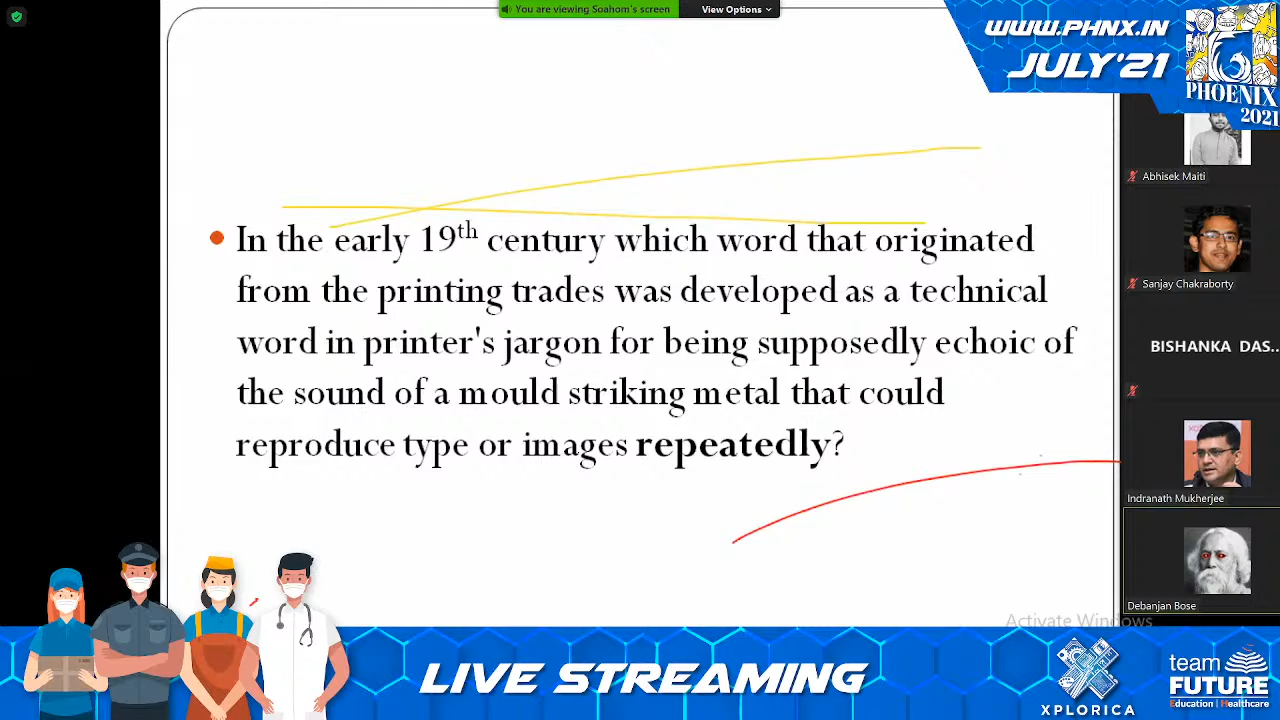 You are viewing Soahom's screen
View Options
WWW.PHNX.IN
JULY'21
PHOENIX
2021
Abhisek Maiti
In the early 19th century which word that originated
from the printing trades was developed as a technical
word in printer's jargon for being supposedly echoic of
the sound of a mould striking metal that could
reproduce type or images repeatedly?
Sanjay Chakraborty
BISHANKA DAS...
Indranath Mukherjee
Debanjan Bose
Activate Windows
LIVE STREAMING
XPLORICA
team
FUTURE
Education | Healthcare